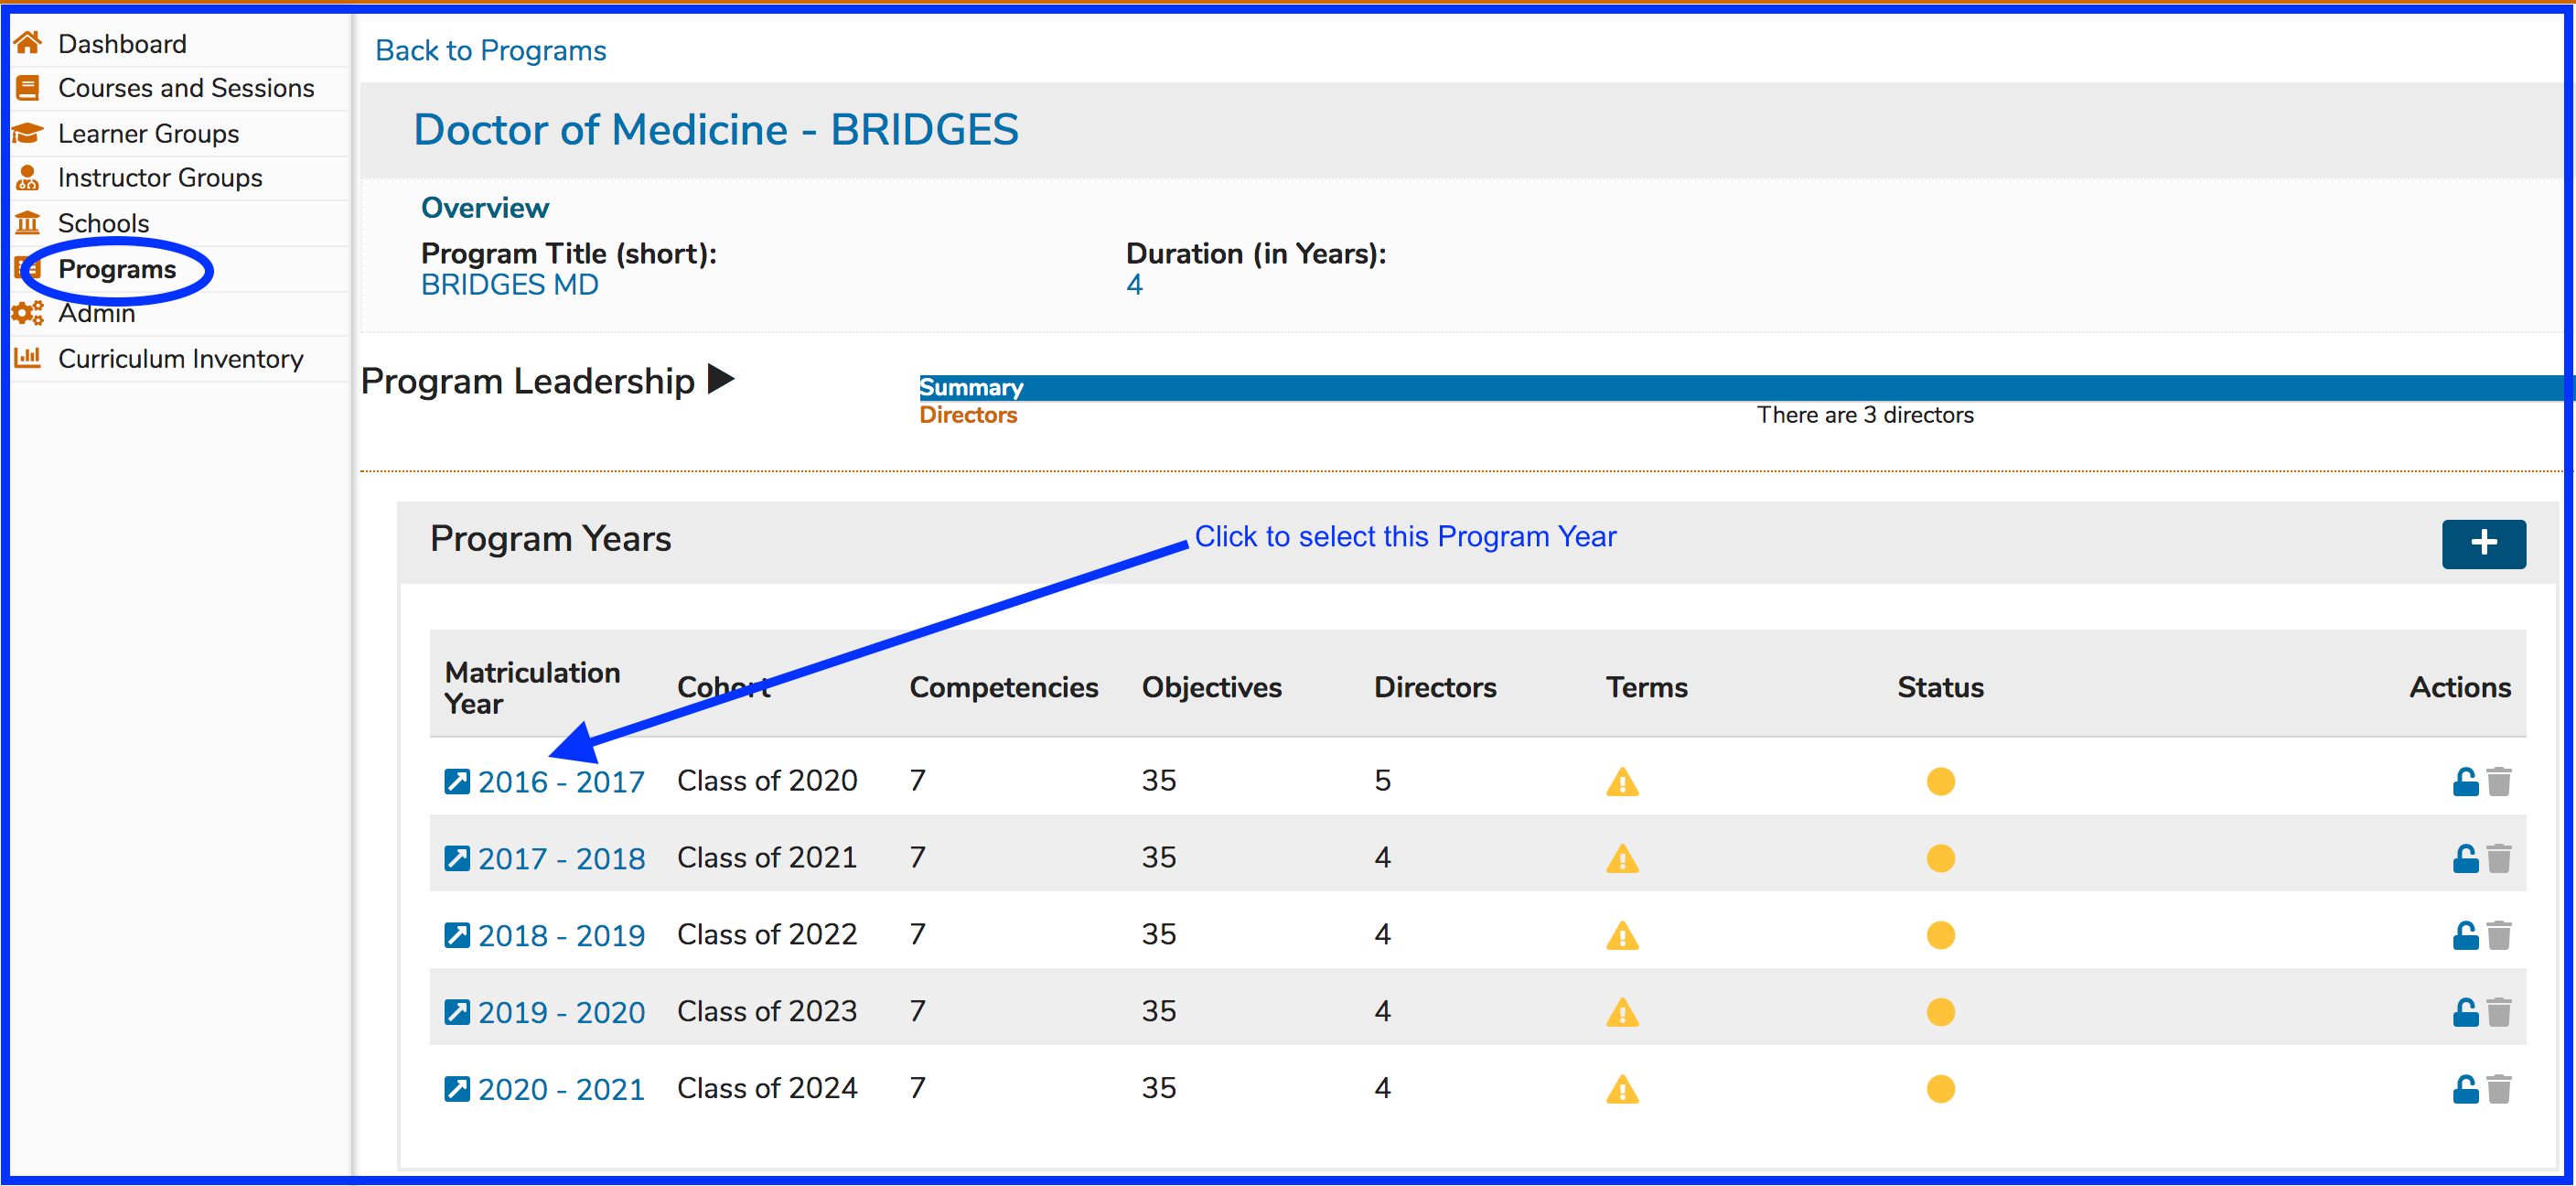 Dashboard
Courses and Sessions
Learner Groups
Instructor Groups
Schools
Programs
Admin
Curriculum Inventory
Back to Programs
Doctor of Medicine - BRIDGES
Overview
Program Title (short): Duration (in Years):
BRIDGES MD 4
Program Leadership
Summary
Directors There are 3 directors
Program Years
Click to select this Program Year
Matriculation Year Cohort Competencies Objectives Directors Terms Status Actions
2016 - 2017 Class of 2020 7 35 5
2017 - 2018 Class of 2021 7 35 4
2018 - 2019 Class of 2022 7 35 4
2019 - 2020 Class of 2023 7 35 4
2020 - 2021 Class of 2024 7 35 4